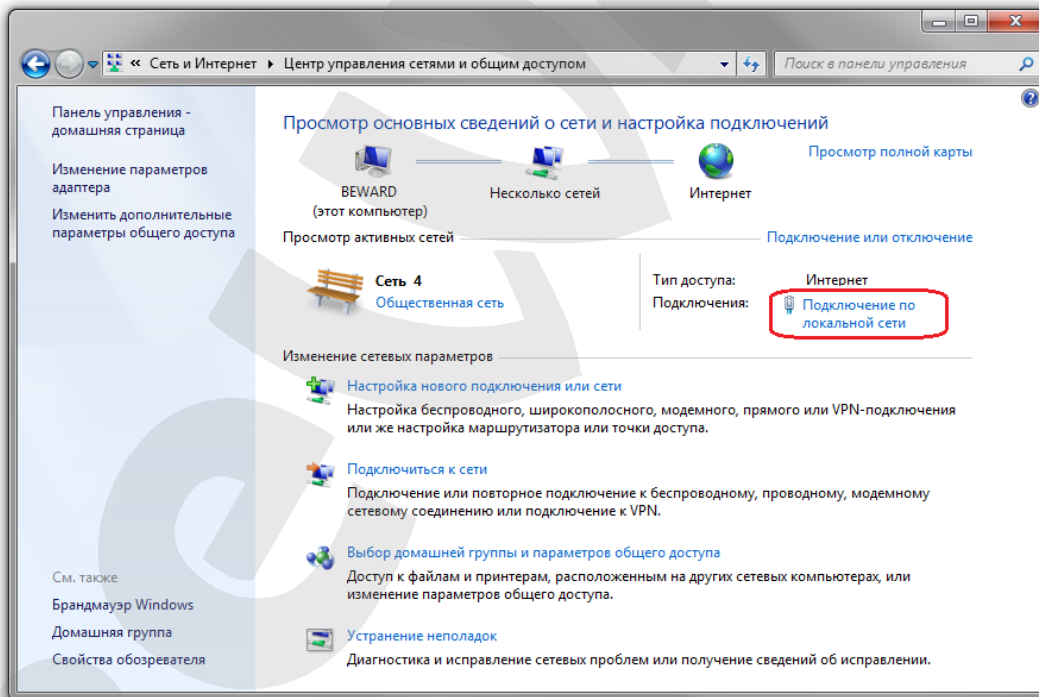 « Сеть и Интернет ▸ Центр управления сетями и общим доступом
Поиск в панели управления
Панель управления -
домашняя страница
Изменение параметров
адаптера
Изменить дополнительные
параметры общего доступа
См. также
Брандмауэр Windows
Домашняя группа
Свойства обозревателя
Просмотр основных сведений о сети и настройка подключений
Просмотр полной карты
BEWARD
(этот компьютер)
Несколько сетей
Интернет
Просмотр активных сетей
Подключение или отключение
Сеть 4
Общественная сеть
Тип доступа: Интернет
Подключения: Подключение по
локальной сети
Изменение сетевых параметров
Настройка нового подключения или сети
Настройка беспроводного, широкополосного, модемного, прямого или VPN-подключения
или же настройка маршрутизатора или точки доступа.
Подключиться к сети
Подключение или повторное подключение к беспроводному, проводному, модемному
сетевому соединению или подключение к VPN.
Выбор домашней группы и параметров общего доступа
Доступ к файлам и принтерам, расположенным на других сетевых компьютерах, или
изменение параметров общего доступа.
Устранение неполадок
Диагностика и исправление сетевых проблем или получение сведений об исправлении.